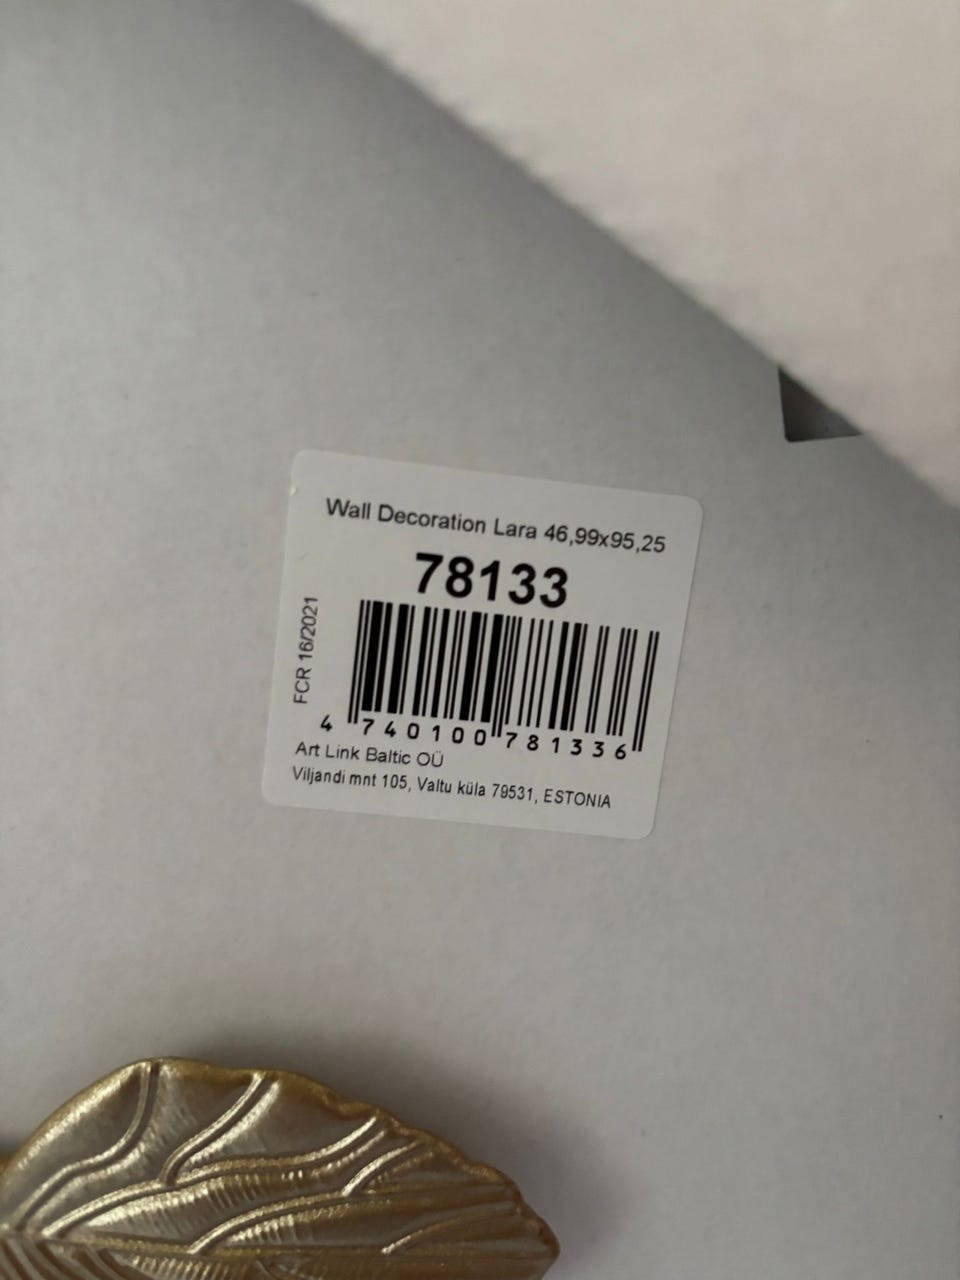 Wall Decoration Lara 46,99x95,25
78133
FCR 16/2021
4 740100 781336
Art Link Baltic OÜ
Viljandi mnt 105, Valtu küla 79531, ESTONIA